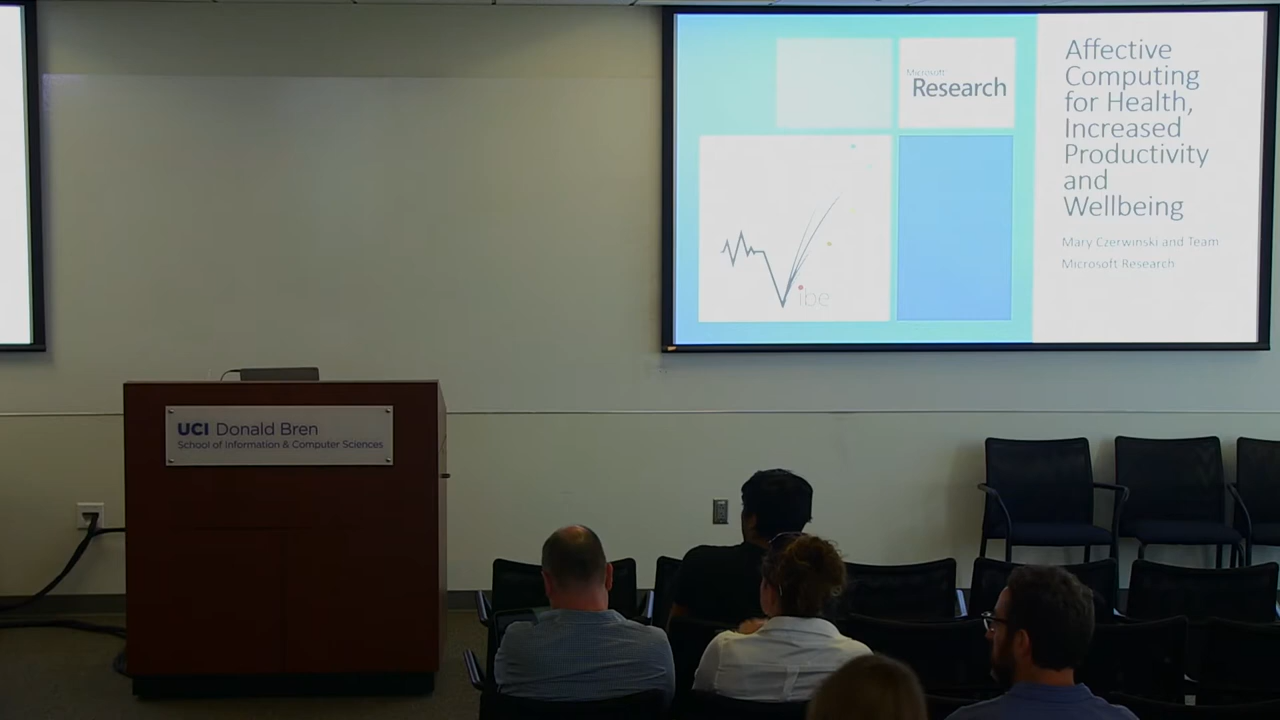 Microsoft
Research
ibe
Affective
Computing
for Health,
Increased
Productivity
and
Wellbeing
Mary Czerwinski and Team
Microsoft Research
UCI Donald Bren
School of Information & Computer Sciences